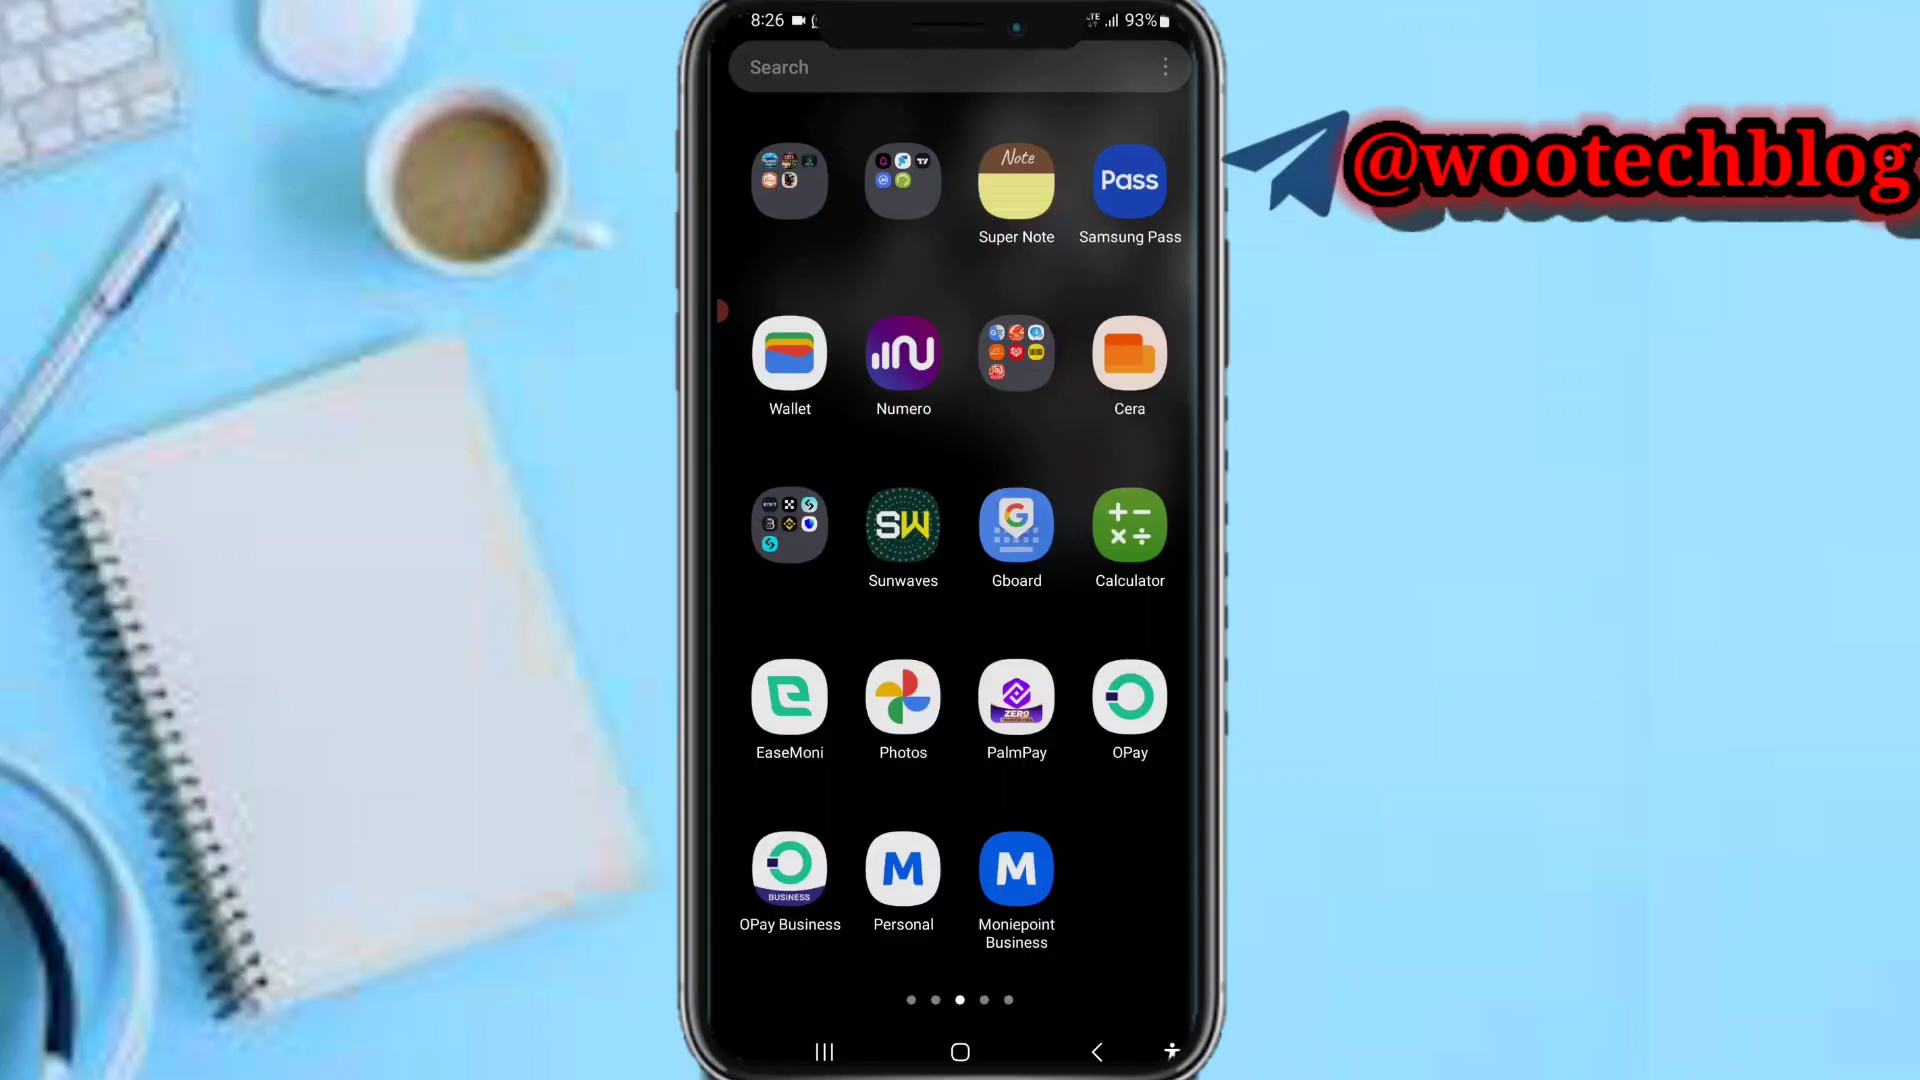 8:26
LTE 93%
Search
@wootechblog
Note
Pass
Super Note
Samsung Pass
Wallet
Numero
Cera
SW
Sunwaves
Gboard
Calculator
ZERO
EaseMoni
Photos
PalmPay
OPay
BUSINESS
M
M
OPay Business
Personal
Moniepoint
Business